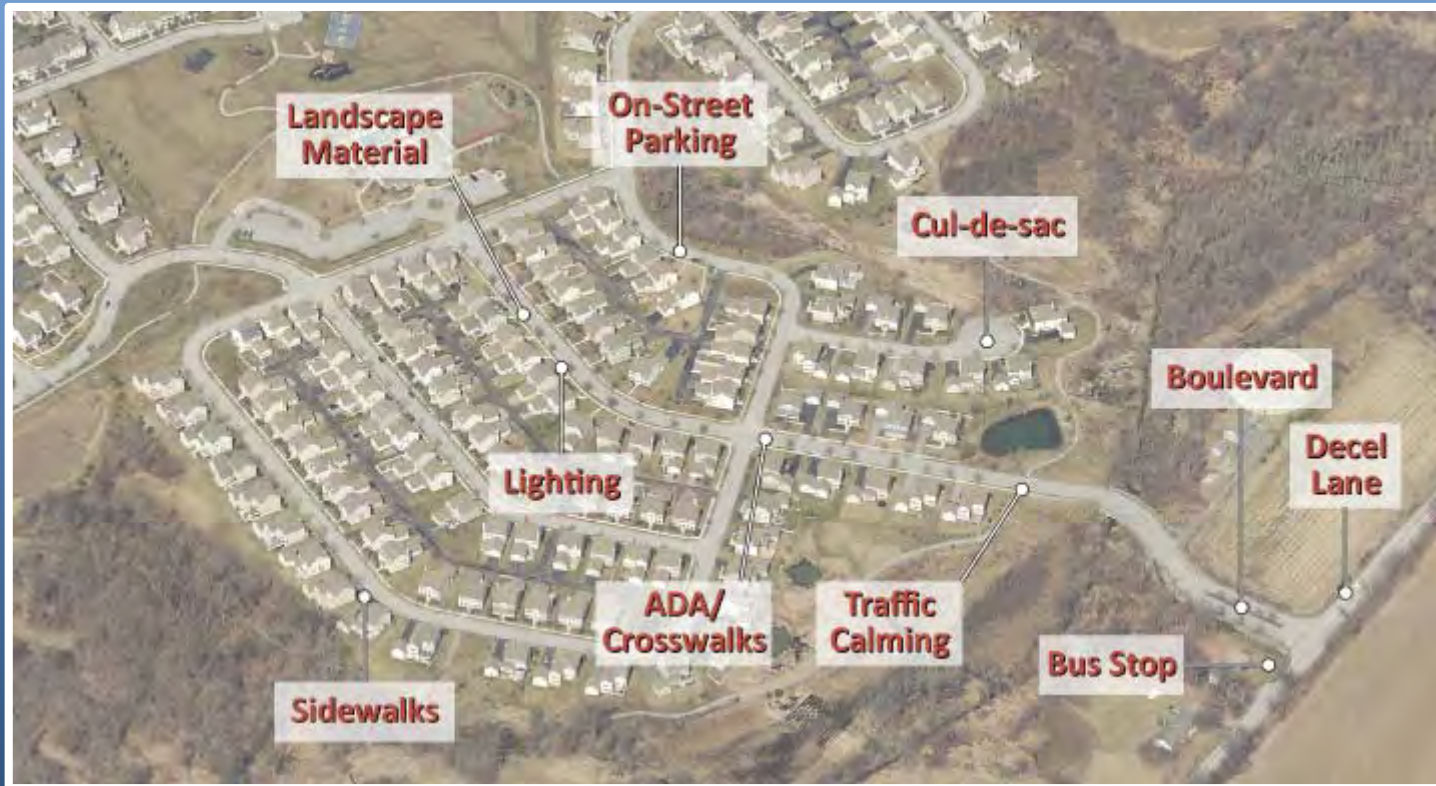 Landscape
Material
On-Street
Parking
Cul-de-sac
Boulevard
Decel
Lane
Lighting
ADA/
Crosswalks
Traffic
Calming
Bus Stop
Sidewalks